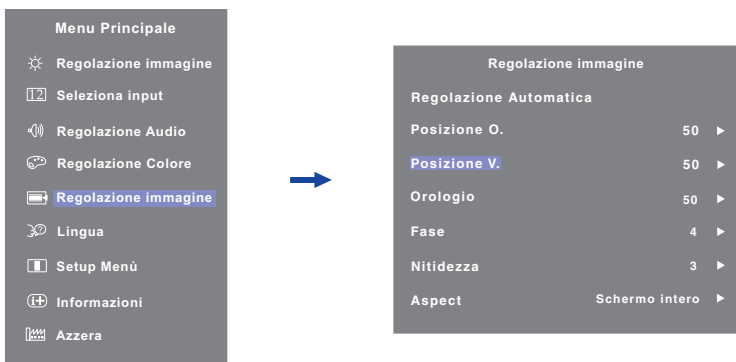 Menu Principale
Regolazione immagine
12 Seleziona input
Regolazione Audio
Regolazione Colore
Regolazione immagine
Lingua
Setup Menù
Informazioni
Azzera
Regolazione immagine
Regolazione Automatica
Posizione O. 50
Posizione V. 50
Orologio 50
Fase 4
Nitidezza 3
Aspect Schermo intero